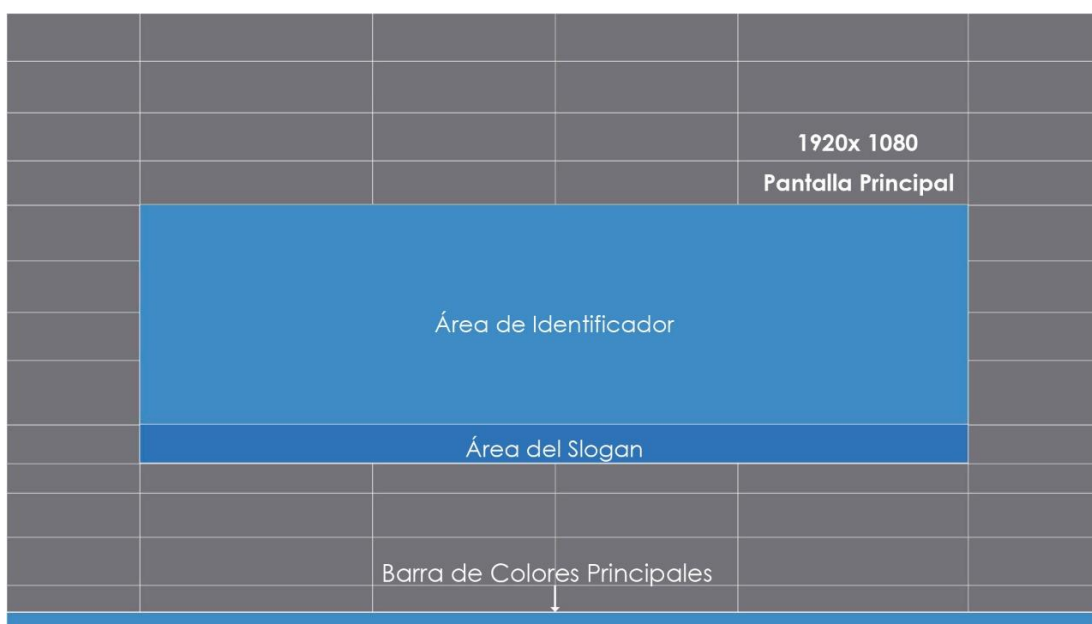 1920x 1080
Pantalla Principal
Área de Identificador
Área del Slogan
Barra de Colores Principales